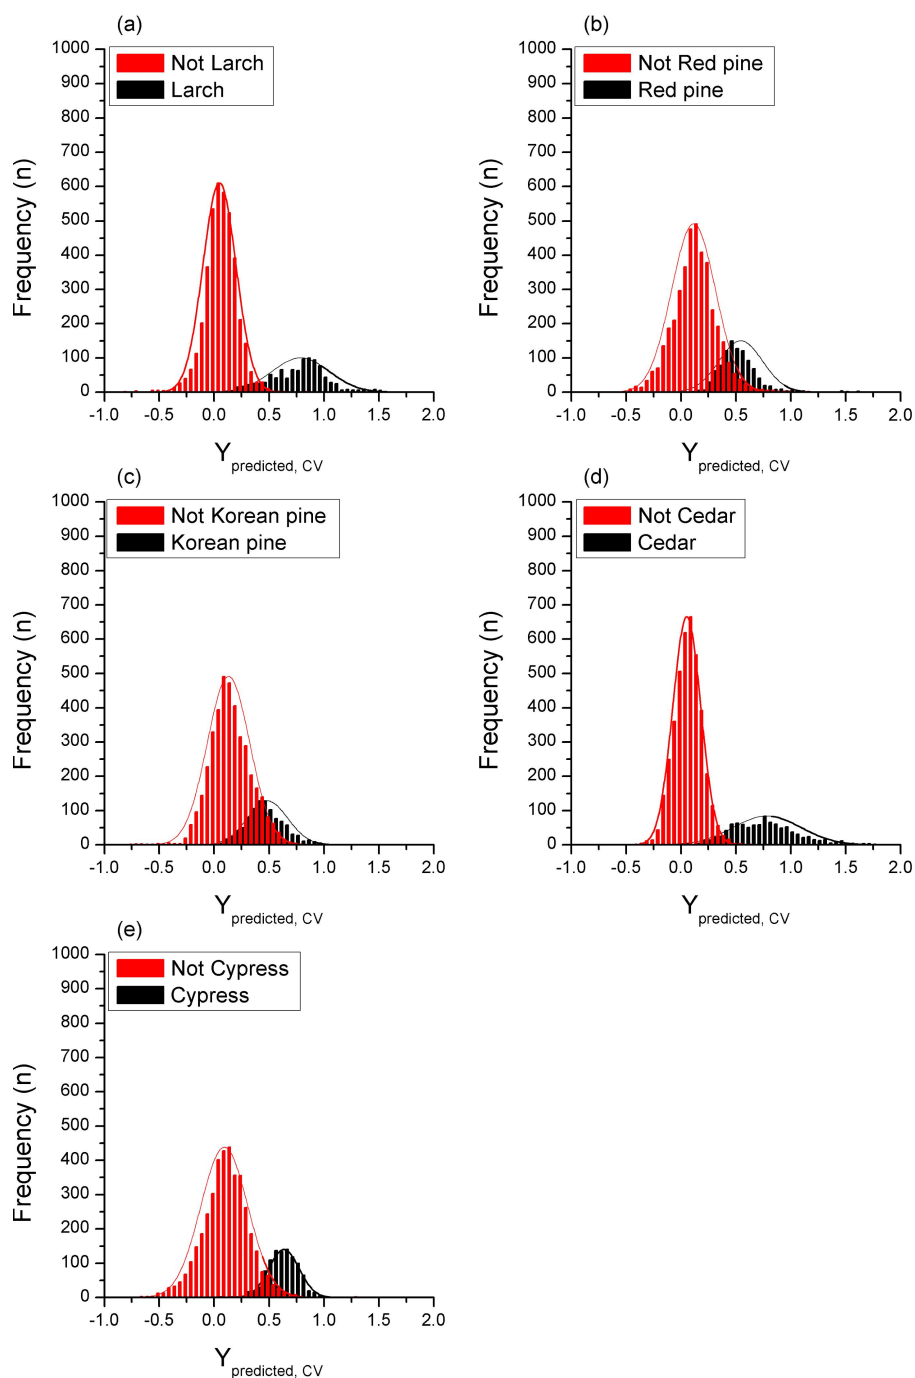 (a)
Not Larch
Larch
1000
900
800
700
600
500
400
300
200
100
0
Frequency (n)
-1.0 -0.5 0.0 0.5 1.0 1.5 2.0
Y predicted, CV
(b)
Not Red pine
Red pine
1000
900
800
700
600
500
400
300
200
100
0
Frequency (n)
-1.0 -0.5 0.0 0.5 1.0 1.5 2.0
Y predicted, CV
(c)
Not Korean pine
Korean pine
1000
900
800
700
600
500
400
300
200
100
0
Frequency (n)
-1.0 -0.5 0.0 0.5 1.0 1.5 2.0
Y predicted, CV
(d)
Not Cedar
Cedar
1000
900
800
700
600
500
400
300
200
100
0
Frequency (n)
-1.0 -0.5 0.0 0.5 1.0 1.5 2.0
Y predicted, CV
(e)
Not Cypress
Cypress
1000
900
800
700
600
500
400
300
200
100
0
Frequency (n)
-1.0 -0.5 0.0 0.5 1.0 1.5 2.0
Y predicted, CV